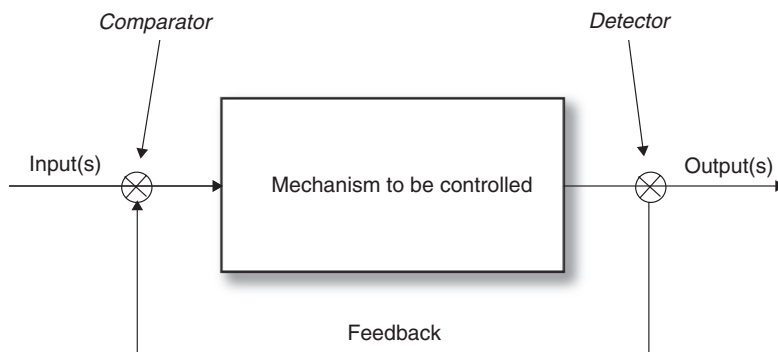 Comparator
Detector
Input(s)
Mechanism to be controlled
Output(s)
Feedback